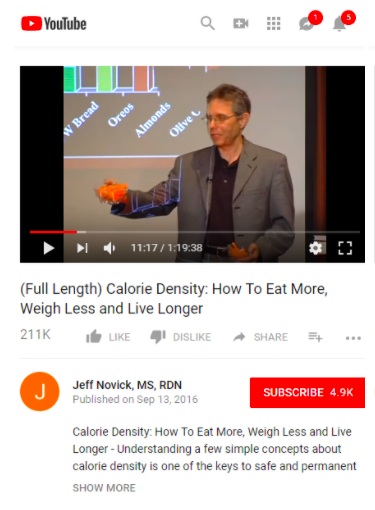 YouTube
1
5
W Bread
Oreos
Almonds
Olive
11:17 / 1:19:38
(Full Length) Calorie Density: How To Eat More,
Weigh Less and Live Longer
211K
LIKE
DISLIKE
SHARE
J
Jeff Novick, MS, RDN
Published on Sep 13, 2016
SUBSCRIBE 4.9K
Calorie Density: How To Eat More, Weigh Less and Live
Longer - Understanding a few simple concepts about
calorie density is one of the keys to safe and permanent
SHOW MORE